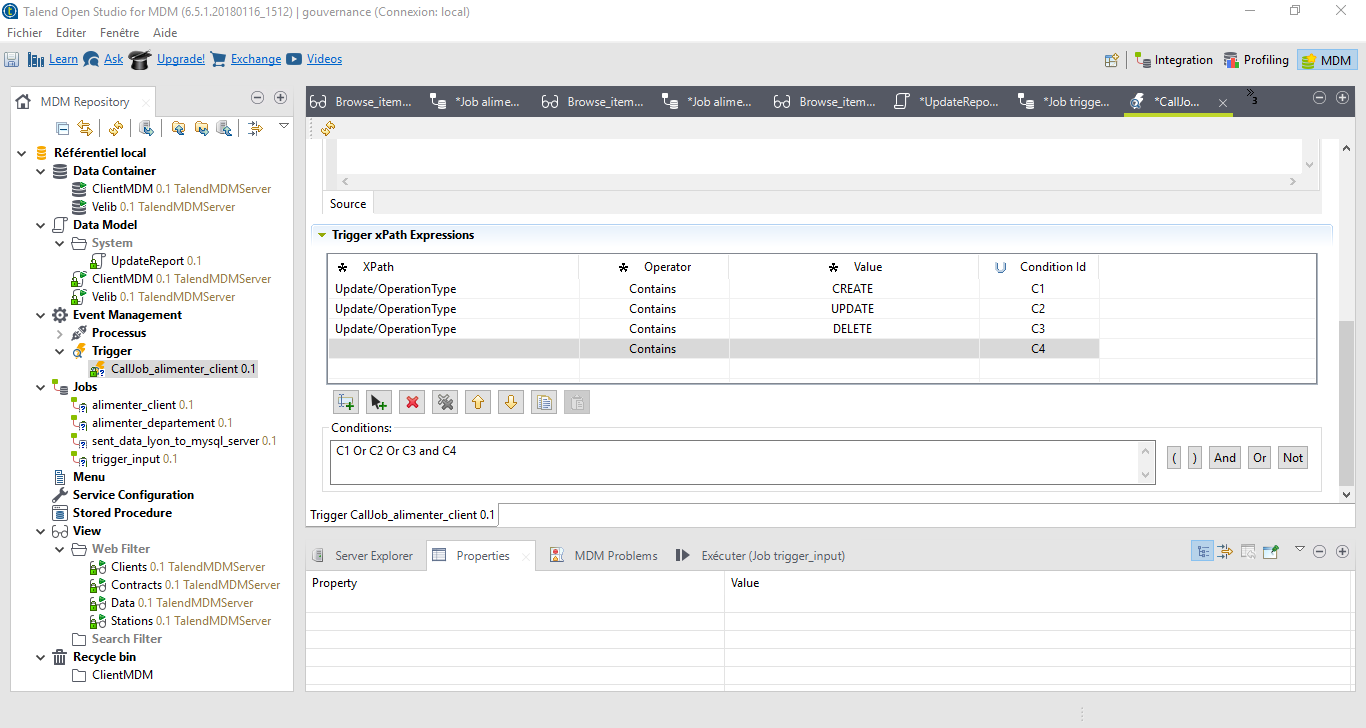 Talend Open Studio for MDM (6.5.1.20180116_1512) | gouvernance (Connexion: local)
Fichier Editer Fenêtre Aide
Learn Ask Upgrade! Exchange Videos Integration Profiling MDM
MDM Repository
Référentiel local
Data Container
ClientMDM 0.1 TalendMDMServer
Velib 0.1 TalendMDMServer
Data Model
System
UpdateReport 0.1
ClientMDM 0.1 TalendMDMServer
Velib 0.1 TalendMDMServer
Event Management
Processus
Trigger
CallJob_alimenter_client 0.1
Jobs
alimenter_client 0.1
alimenter_departement 0.1
sent_data_lyon_to_mysql_server 0.1
trigger_input 0.1
Menu
Service Configuration
Stored Procedure
View
Web Filter
Clients 0.1 TalendMDMServer
Contracts 0.1 TalendMDMServer
Data 0.1 TalendMDMServer
Stations 0.1 TalendMDMServer
Search Filter
Recycle bin
ClientMDM
Browse_item... *Job alime... Browse_item... *Job alime... Browse_item... *UpdateRepo... *Job trigge... *CallJo... 3
Source
Trigger xPath Expressions
XPath Operator Value Condition Id
Update/OperationType Contains CREATE C1
Update/OperationType Contains UPDATE C2
Update/OperationType Contains DELETE C3
Contains C4
Conditions:
C1 Or C2 Or C3 and C4
( ) And Or Not
Trigger CallJob_alimenter_client 0.1
Server Explorer Properties MDM Problems Exécuter (Job trigger_input)
Property Value